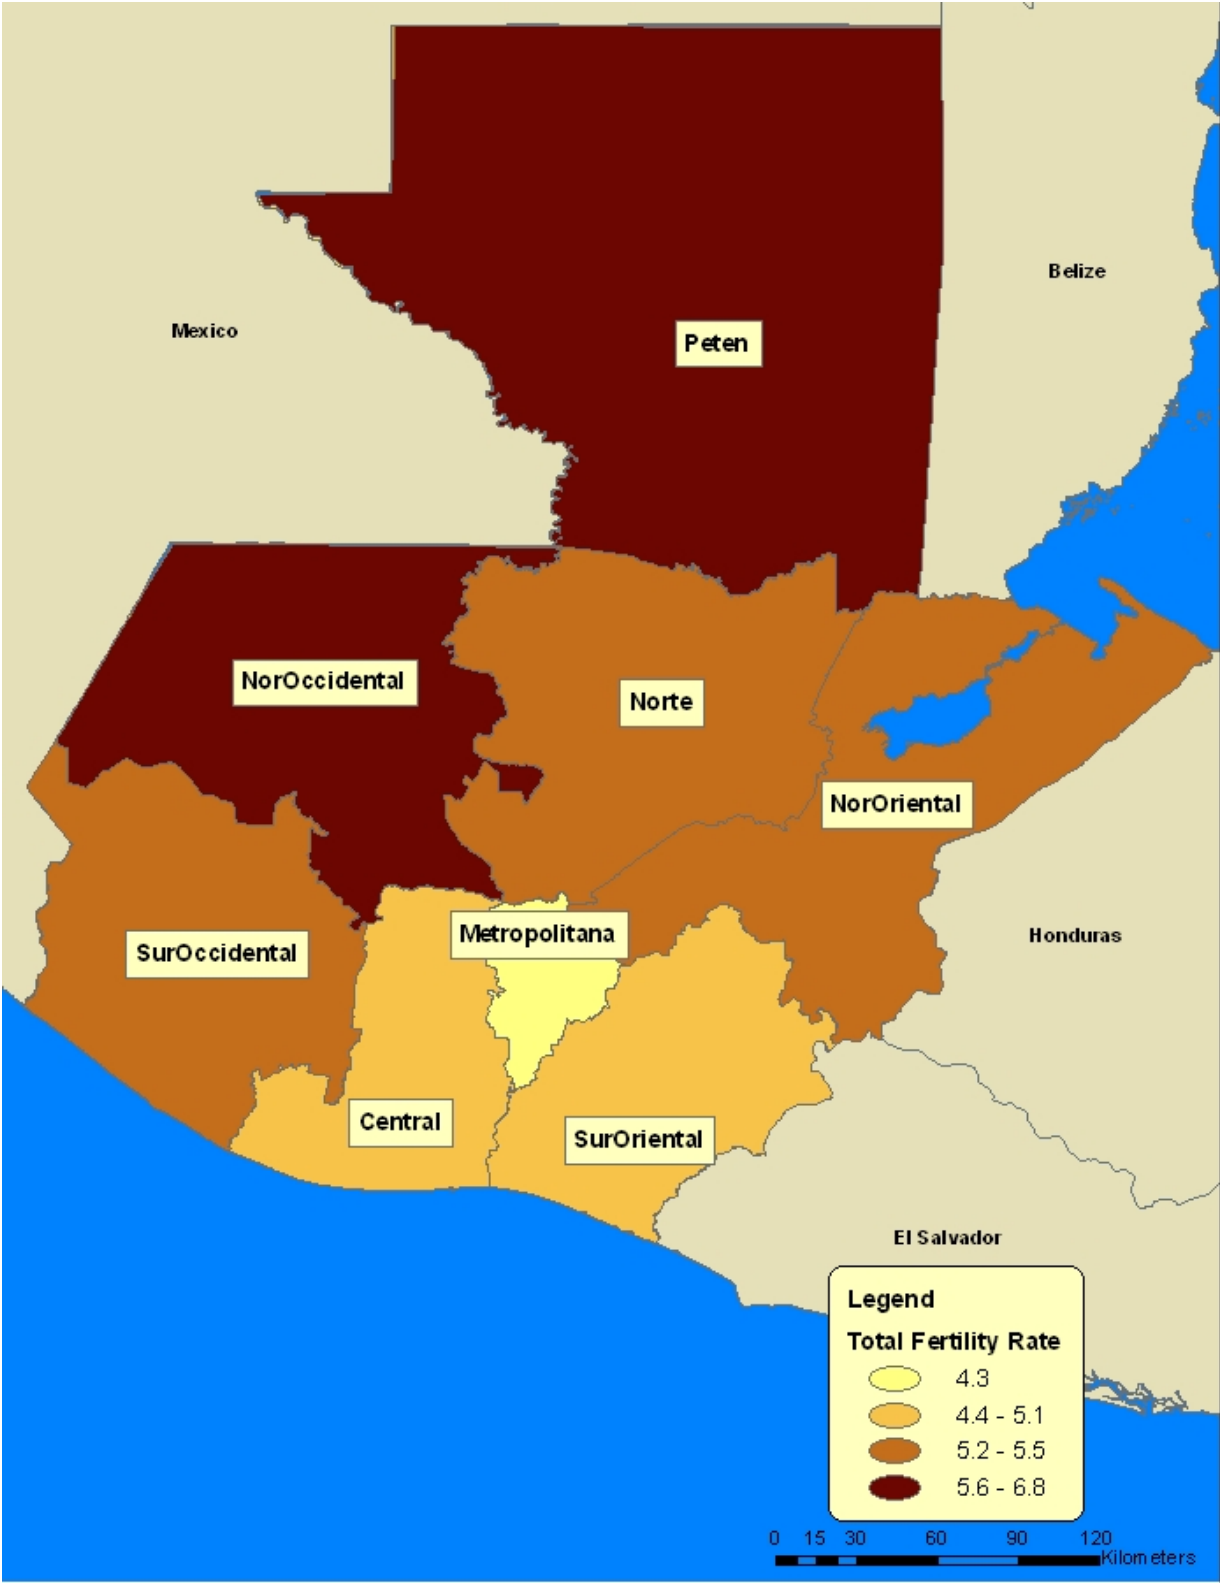 Belize
Mexico
Peten
NorOccidental
Norte
NorOriental
Metropolitana
SurOccidental
Honduras
Central
SurOriental
El Salvador
Legend
Total Fertility Rate
4.3
4.4 - 5.1
5.2 - 5.5
5.6 - 6.8
0 15 30 60 90 120
Kilometers